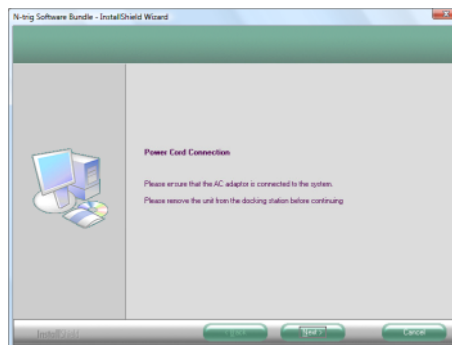 N-trig Software Bundle - InstallShield Wizard
Power Cord Connection
Please ensure that the AC adaptor is connected to the system.
Please remove the unit from the docking station before continuing
InstallShield
< Back
Next >
Cancel